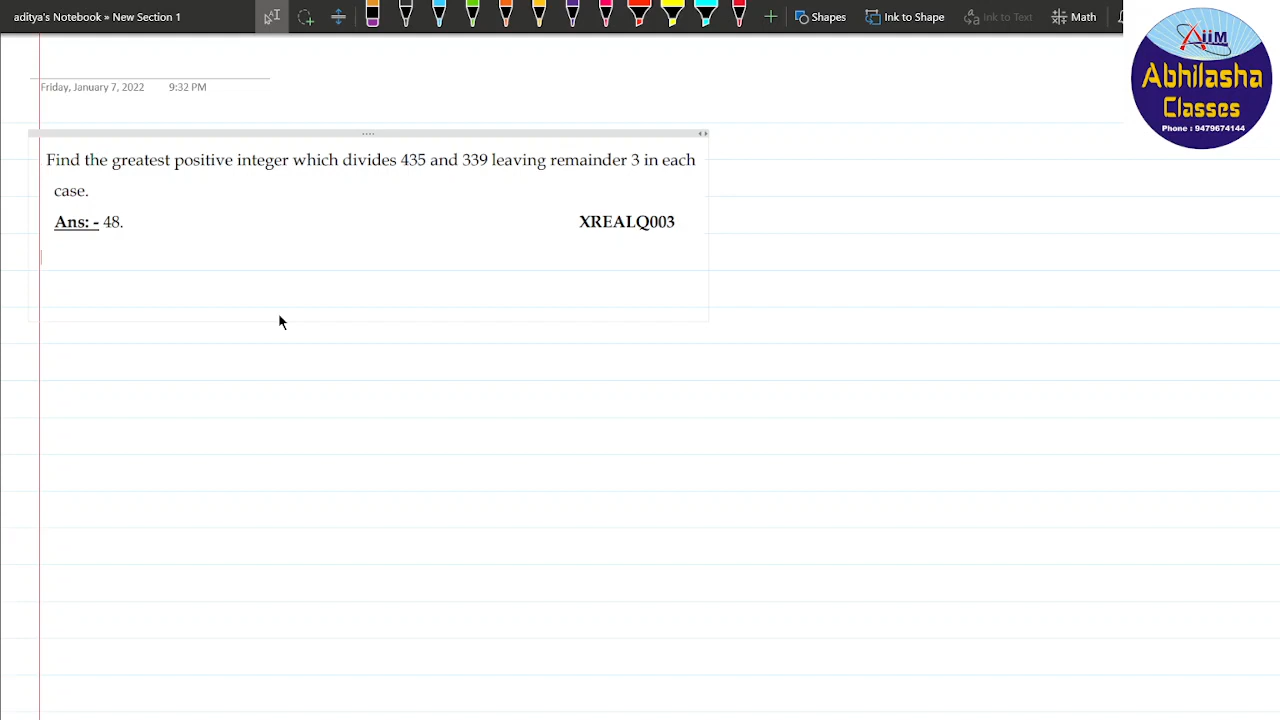 aditya's Notebook » New Section 1
Shapes
Ink to Shape
Ink to Text
Math
AiiM
Abhilasha
Classes
Phone : 9479674144
Friday, January 7, 2022 9:32 PM
Find the greatest positive integer which divides 435 and 339 leaving remainder 3 in each
case.
Ans: - 48. XREALQ003